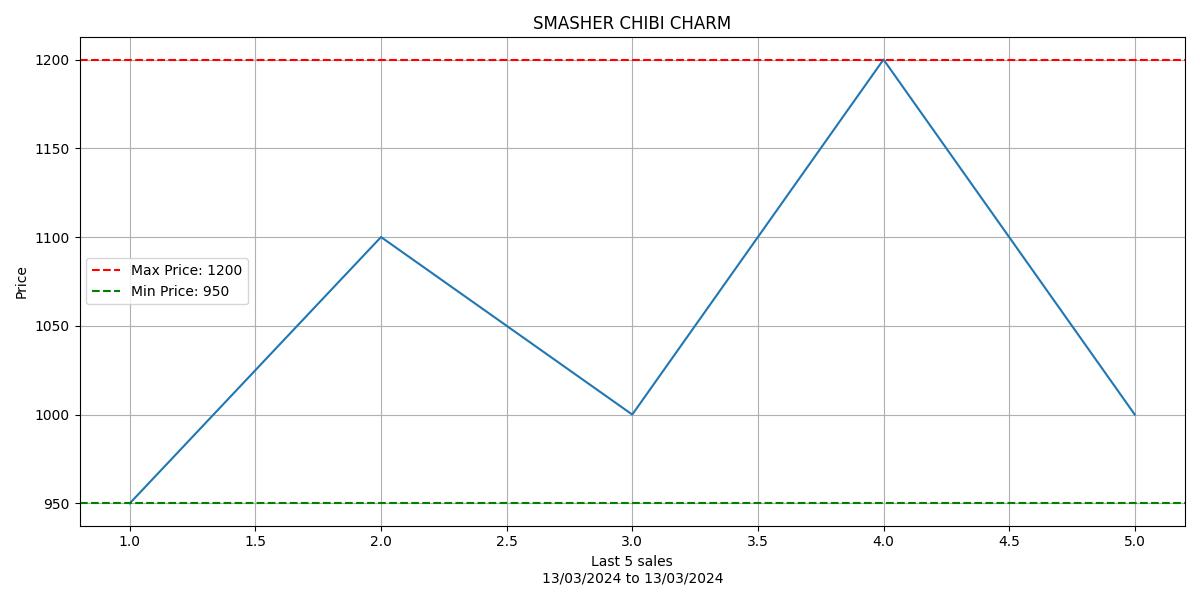 SMASHER CHIBI CHARM
Price
1200
1150
1100
1050
1000
950
Max Price: 1200
Min Price: 950
1.0 1.5 2.0 2.5 3.0 3.5 4.0 4.5 5.0
Last 5 sales
13/03/2024 to 13/03/2024